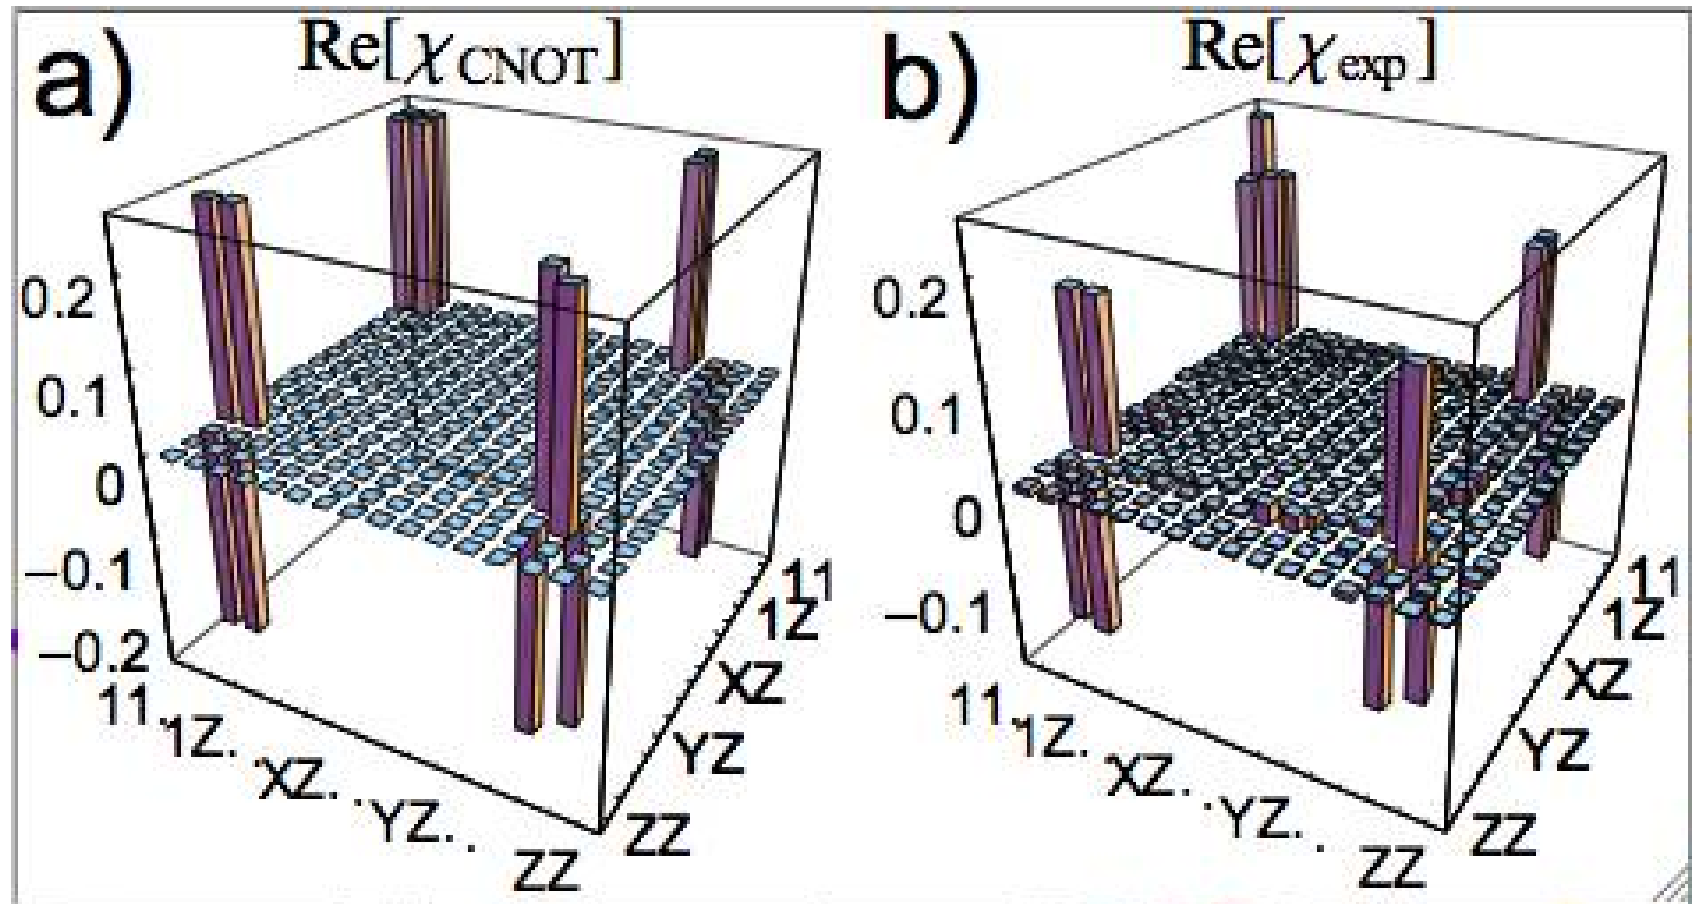 a) Re[χCNOT]
0.2
0.1
0
−0.1
−0.2
11
1Z
XZ
YZ
ZZ
ZZ
YZ
XZ
1Z
11
b) Re[χexp]
0.2
0.1
0
−0.1
11
1Z
XZ
YZ
ZZ
ZZ
YZ
XZ
1Z
11